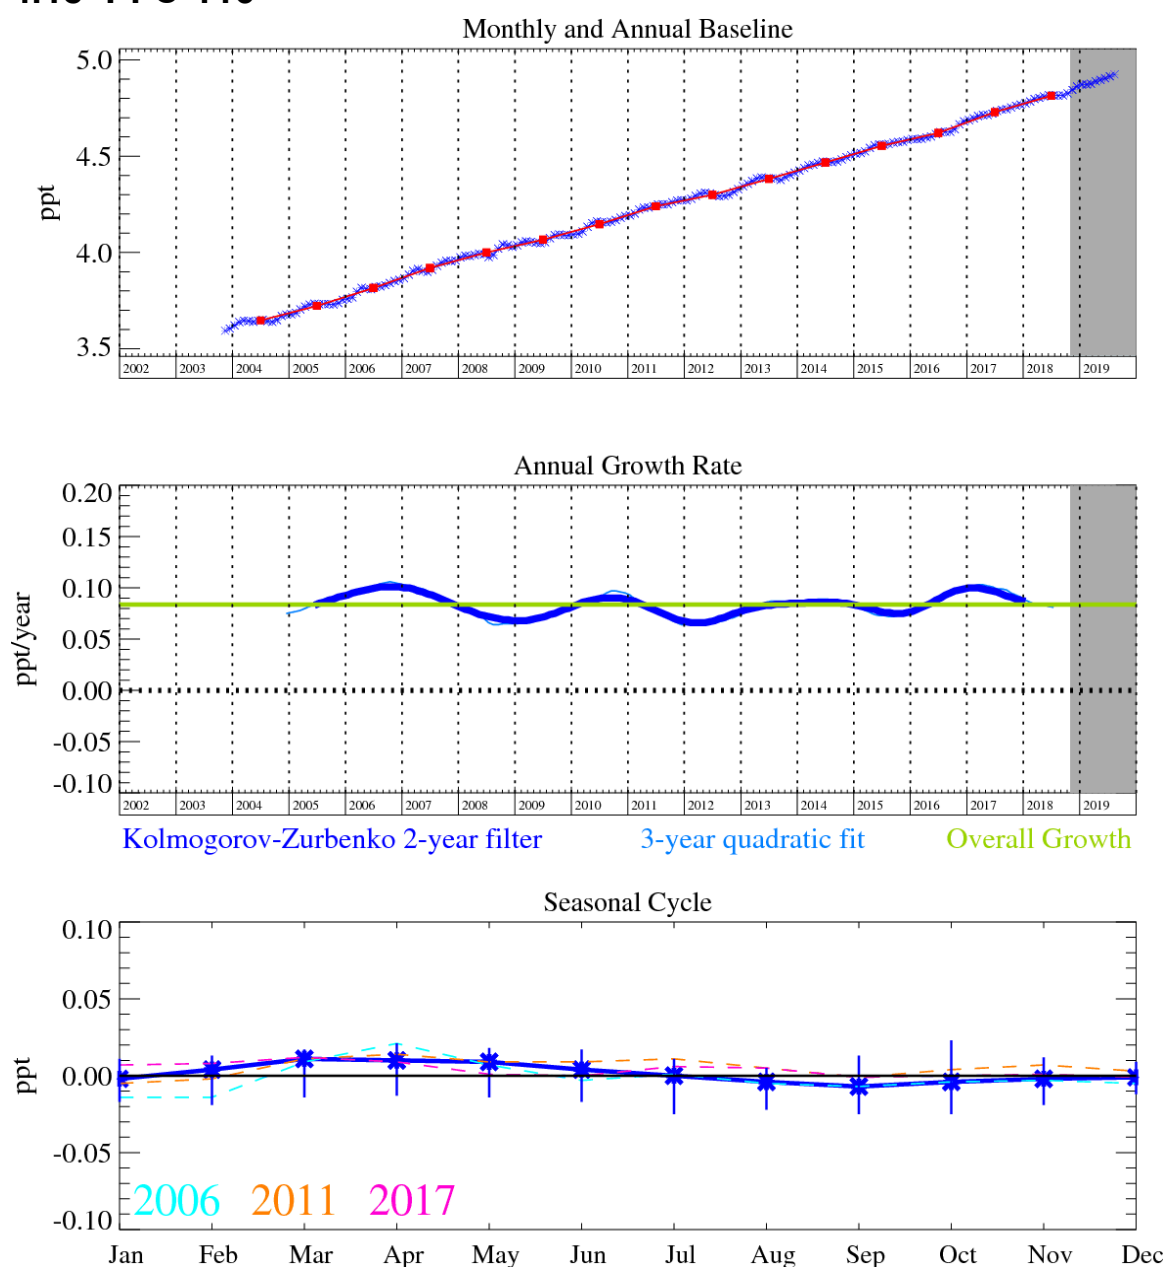 Monthly and Annual Baseline
5.0
4.5
4.0
3.5
ppt
2002 2003 2004 2005 2006 2007 2008 2009 2010 2011 2012 2013 2014 2015 2016 2017 2018 2019
Annual Growth Rate
0.20
0.15
0.10
0.05
0.00
-0.05
-0.10
ppt/year
2002 2003 2004 2005 2006 2007 2008 2009 2010 2011 2012 2013 2014 2015 2016 2017 2018 2019
Kolmogorov-Zurbenko 2-year filter 3-year quadratic fit Overall Growth
Seasonal Cycle
0.10
0.05
0.00
-0.05
-0.10
ppt
2006 2011 2017
Jan Feb Mar Apr May Jun Jul Aug Sep Oct Nov Dec